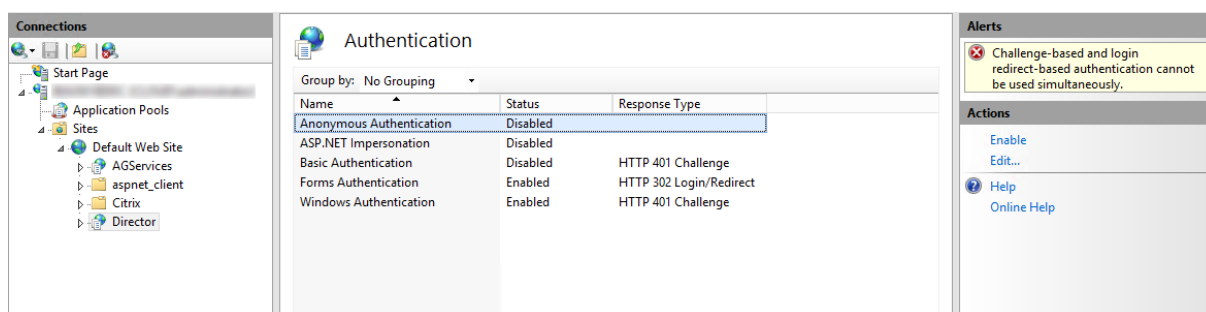 Connections
Start Page
Application Pools
Sites
Default Web Site
AGServices
aspnet_client
Citrix
Director
Authentication
Group by: No Grouping
Name Status Response Type
Anonymous Authentication Disabled
ASP.NET Impersonation Disabled
Basic Authentication Disabled HTTP 401 Challenge
Forms Authentication Enabled HTTP 302 Login/Redirect
Windows Authentication Enabled HTTP 401 Challenge
Alerts
Challenge-based and login
redirect-based authentication cannot
be used simultaneously.
Actions
Enable
Edit...
Help
Online Help